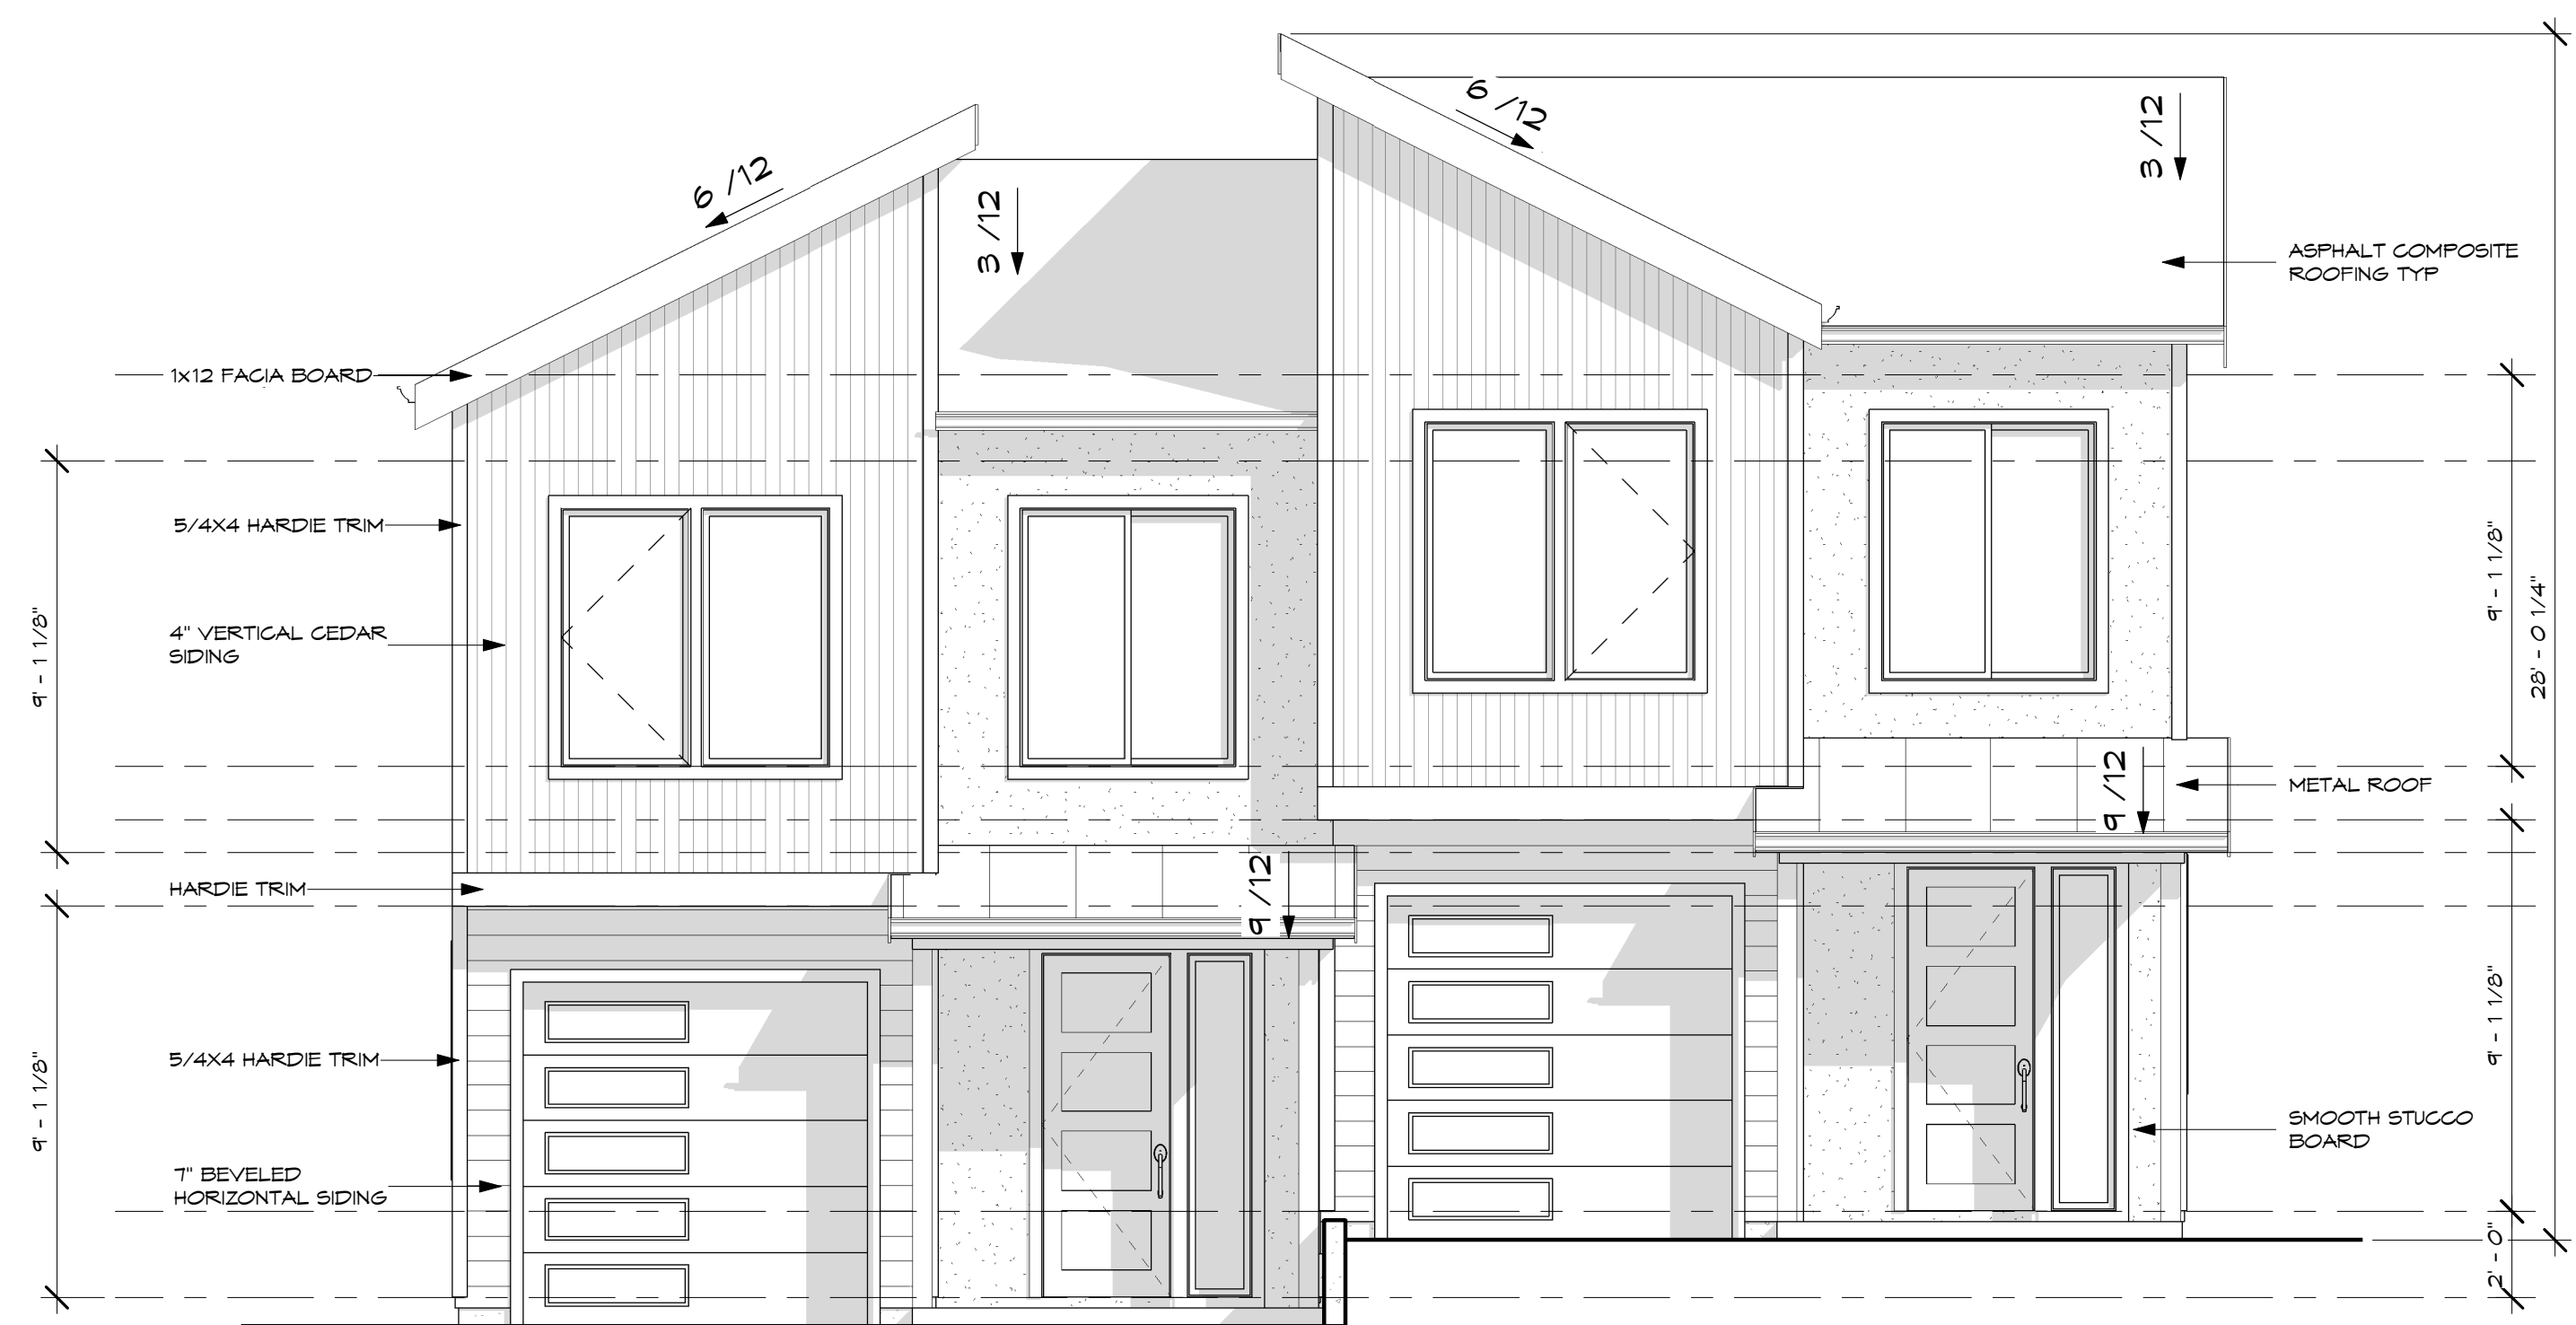 6 /12
3 /12
6 /12
3 /12
ASPHALT COMPOSITE
ROOFING TYP
1x12 FACIA BOARD
5/4X4 HARDIE TRIM
4" VERTICAL CEDAR
SIDING
9' - 1 1/8"
9' - 1 1/8"
28' - 0 1/4"
9 /12
METAL ROOF
HARDIE TRIM
9 /12
5/4X4 HARDIE TRIM
9' - 1 1/8"
9' - 1 1/8"
7" BEVELED
HORIZONTAL SIDING
SMOOTH STUCCO
BOARD
2' - 0"